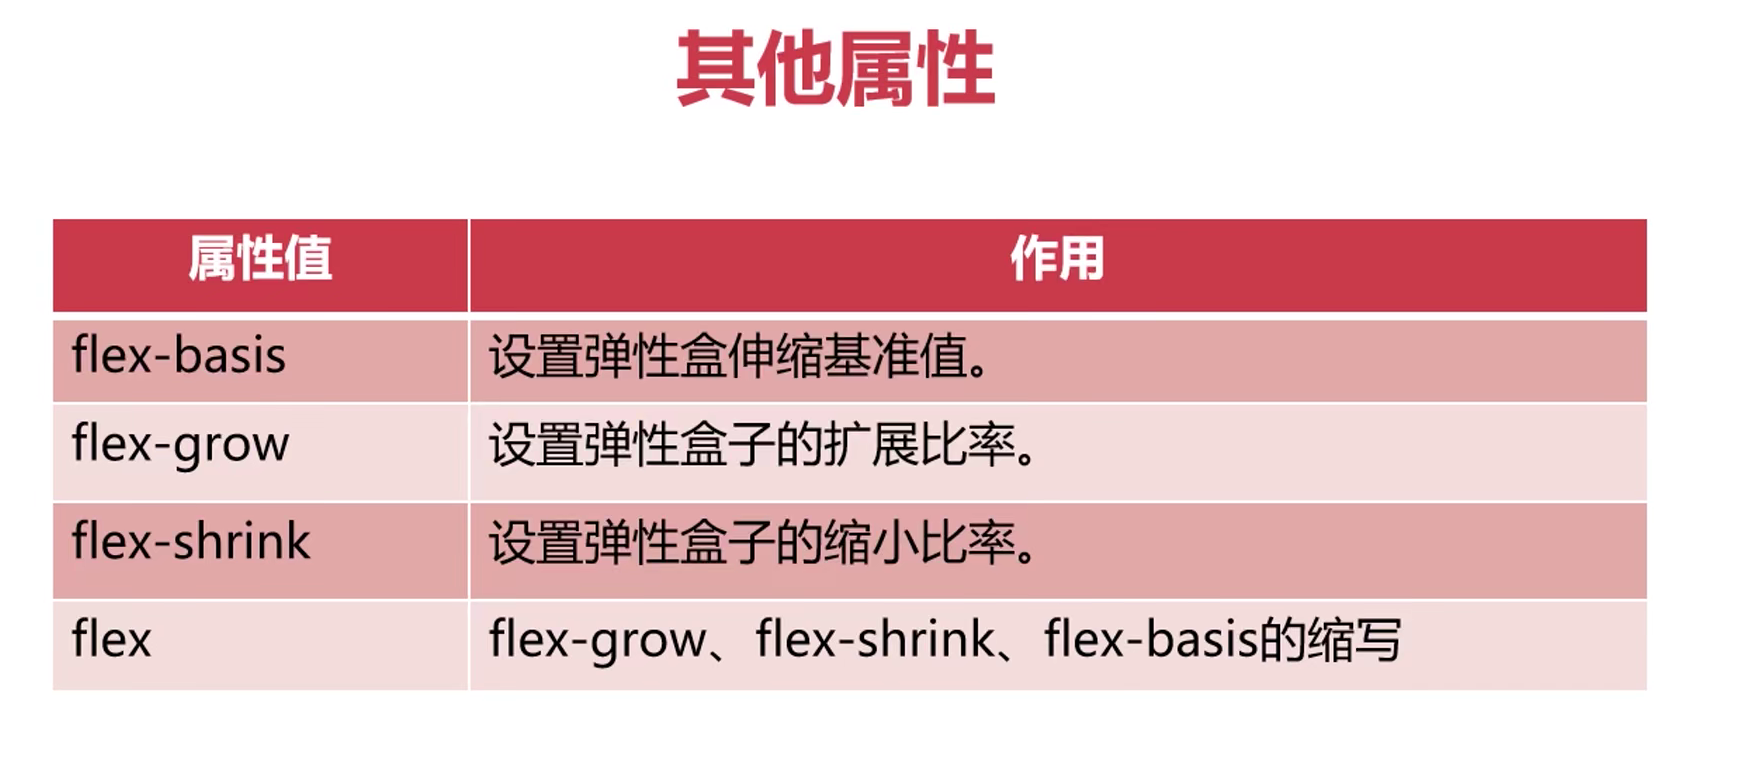 其他属性
属性值 作用
flex-basis 设置弹性盒伸缩基准值。
flex-grow 设置弹性盒子的扩展比率。
flex-shrink 设置弹性盒子的缩小比率。
flex flex-grow、flex-shrink、flex-basis的缩写